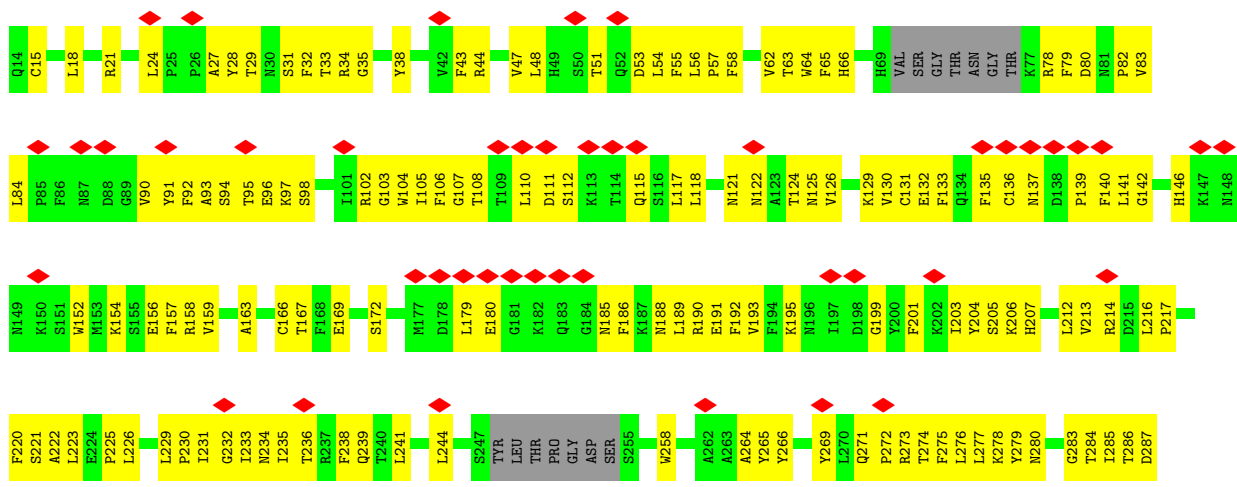 Q14 C15 L18 R21 L24 P25 P26 A27 Y28 T29 N30 S31 F32 T33 R34 G35 Y38 V42 F43 R44 V47 L48 H49 S50 T51 Q52 D53 L54 F55 L56 P57 F58 V62 T63 W64 F65 H66 H69 VAL SER GLY THR ASN GLY THR K77 R78 F79 D80 N81 P82 V83
L84 P85 F86 N87 D88 G89 V90 Y91 F92 A93 S94 T95 E96 K97 S98 I101 R102 G103 W104 I105 F106 G107 T108 T109 L110 D111 S112 K113 T114 Q115 S116 L117 L118 N121 N122 A123 T124 N125 V126 K129 V130 C131 E132 F133 Q134 F135 C136 N137 D138 P139 F140 L141 G142 H146 K147 N148
N149 K150 S151 W152 M153 K154 S155 E156 F157 R158 V159 A163 C166 T167 F168 E169 S172 M177 D178 L179 E180 G181 K182 Q183 G184 N185 F186 K187 N188 L189 R190 E191 F192 V193 F194 K195 N196 I197 D198 G199 Y200 F201 K202 I203 Y204 S205 K206 H207 L212 V213 R214 D215 L216 P217
F220 S221 A222 L223 E224 P225 L226 L229 P230 I231 G232 I233 N234 I235 T236 R237 F238 Q239 T240 L241 L244 S247 TYR LEU THR PRO GLY ASP SER S255 W258 A262 A263 A264 Y265 Y266 Y269 L270 Q271 P272 R273 T274 F275 L276 L277 K278 Y279 N280 G283 T284 I285 T286 D287